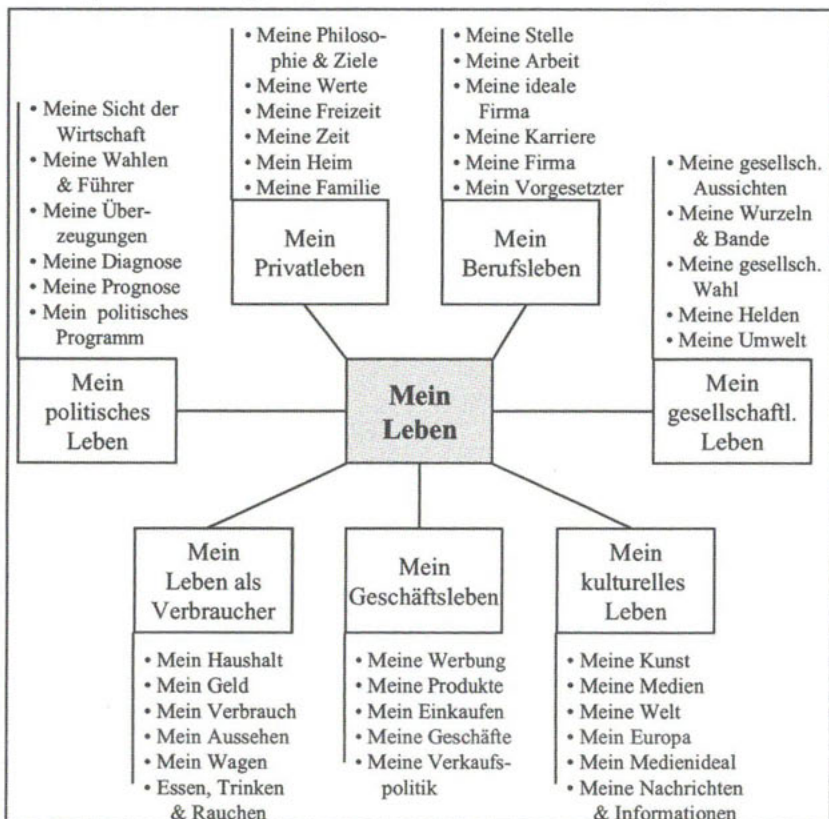 • Meine Philoso-
phie & Ziele
• Meine Werte
• Meine Freizeit
• Meine Zeit
• Mein Heim
• Meine Familie
Mein
Privatleben
• Meine Stelle
• Meine Arbeit
• Meine ideale
Firma
• Meine Karriere
• Meine Firma
• Mein Vorgesetzter
Mein
Berufsleben
• Meine Sicht der
Wirtschaft
• Meine Wahlen
& Führer
• Meine Über-
zeugungen
• Meine Diagnose
• Meine Prognose
• Mein politisches
Programm
Mein
politisches
Leben
Mein
Leben
• Meine gesellsch.
Aussichten
• Meine Wurzeln
& Bande
• Meine gesellsch.
Wahl
• Meine Helden
• Meine Umwelt
Mein
gesellschaftl.
Leben
Mein
Leben als
Verbraucher
• Mein Haushalt
• Mein Geld
• Mein Verbrauch
• Mein Aussehen
• Mein Wagen
• Essen, Trinken
& Rauchen
Mein
Geschäftsleben
• Meine Werbung
• Meine Produkte
• Mein Einkaufen
• Meine Geschäfte
• Meine Verkaufs-
politik
Mein
kulturelles
Leben
• Meine Kunst
• Meine Medien
• Meine Welt
• Mein Europa
• Mein Medienideal
• Meine Nachrichten
& Informationen